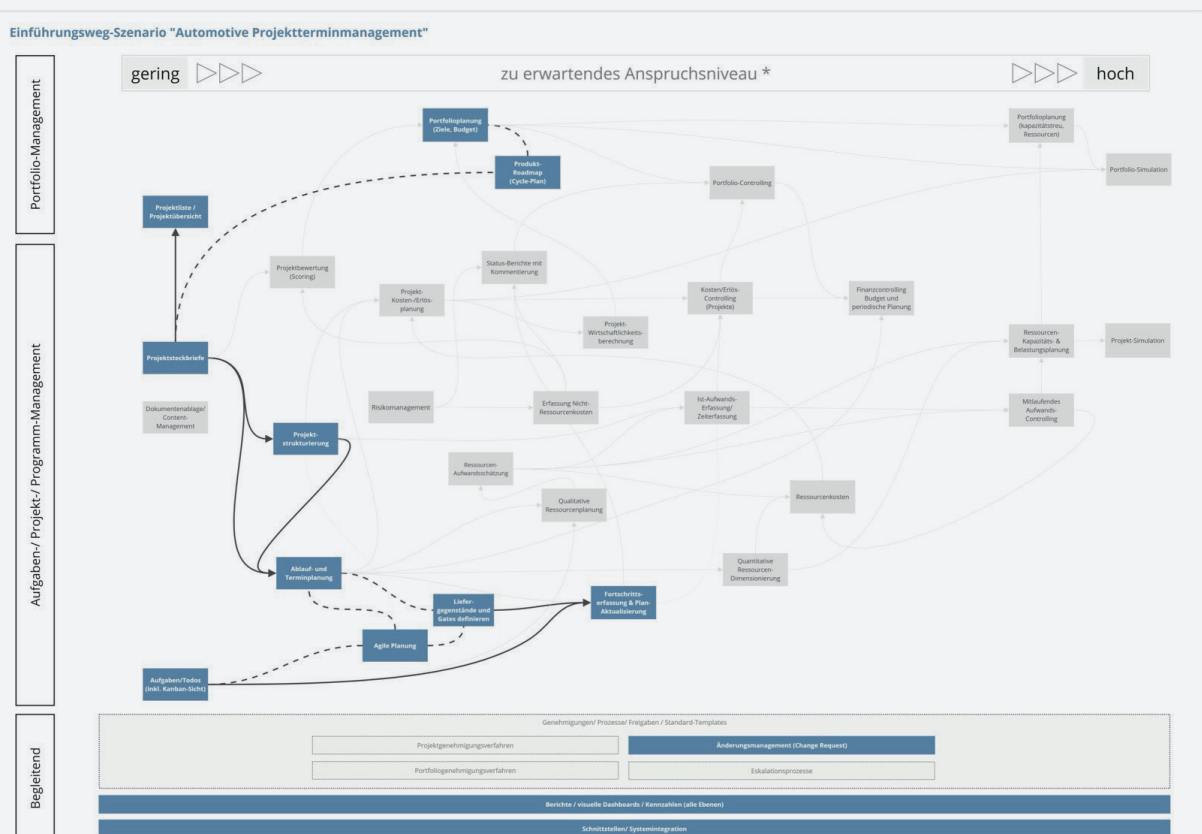 Einführungsweg-Szenario "Automotive Projektterminmanagement"
gering
zu erwartendes Anspruchsniveau *
hoch
Portfolio-Management
Portfolioplanung
(Ziele, Budget)
Produkt-
Roadmap
(Cycle-Plan)
Portfolioplanung
(kapazitätstreu,
Ressourcen)
Portfolio-Controlling
Portfolio-Simulation
Projektliste /
Projektübersicht
Aufgaben-/ Projekt-/ Programm-Management
Projektbewertung
(Scoring)
Status-Berichte mit
Kommentierung
Projekt-
Kosten-/Erlös-
planung
Kosten/Erlös-
Controlling
(Projekte)
Finanzcontrolling
Budget und
periodische Planung
Projekt-
Wirtschaftlichkeits-
berechnung
Ressourcen-
Kapazitäts- &
Belastungsplanung
Projekt-Simulation
Projektsteckbriefe
Dokumentenablage/
Content-
Management
Risikomanagement
Erfassung Nicht-
Ressourcenkosten
Ist-Aufwands-
Erfassung/
Zeiterfassung
Mitlaufendes
Aufwands-
Controlling
Projekt-
strukturierung
Ressourcen-
Aufwandsschätzung
Qualitative
Ressourcenplanung
Ressourcenkosten
Ablauf- und
Terminplanung
Quantitative
Ressourcen-
Dimensionierung
Liefer-
gegenstände und
Gates definieren
Fortschritts-
erfassung & Plan-
Aktualisierung
Agile Planung
Aufgaben/Todos
(inkl. Kanban-Sicht)
Begleitend
Genehmigungen/ Prozesse/ Freigaben / Standard-Templates
Projektgenehmigungsverfahren
Änderungsmanagement (Change Request)
Portfoliogenehmigungsverfahren
Eskalationsprozesse
Berichte / visuelle Dashboards / Kennzahlen (alle Ebenen)
Schnittstellen/ Systemintegration